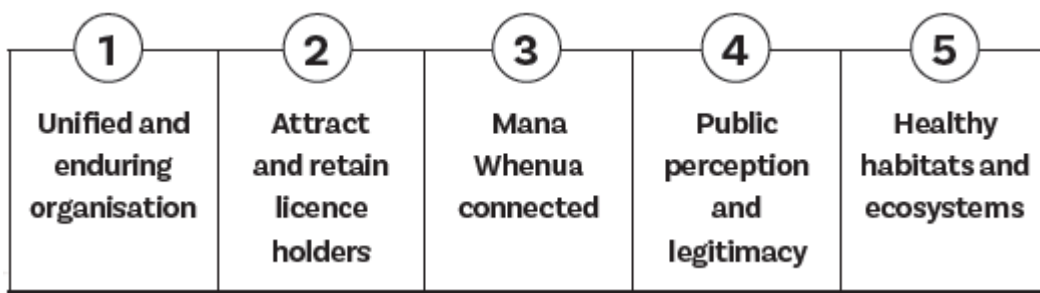 1
Unified and
enduring
organisation
2
Attract
and retain
licence
holders
3
Mana
Whenua
connected
4
Public
perception
and
legitimacy
5
Healthy
habitats and
ecosystems